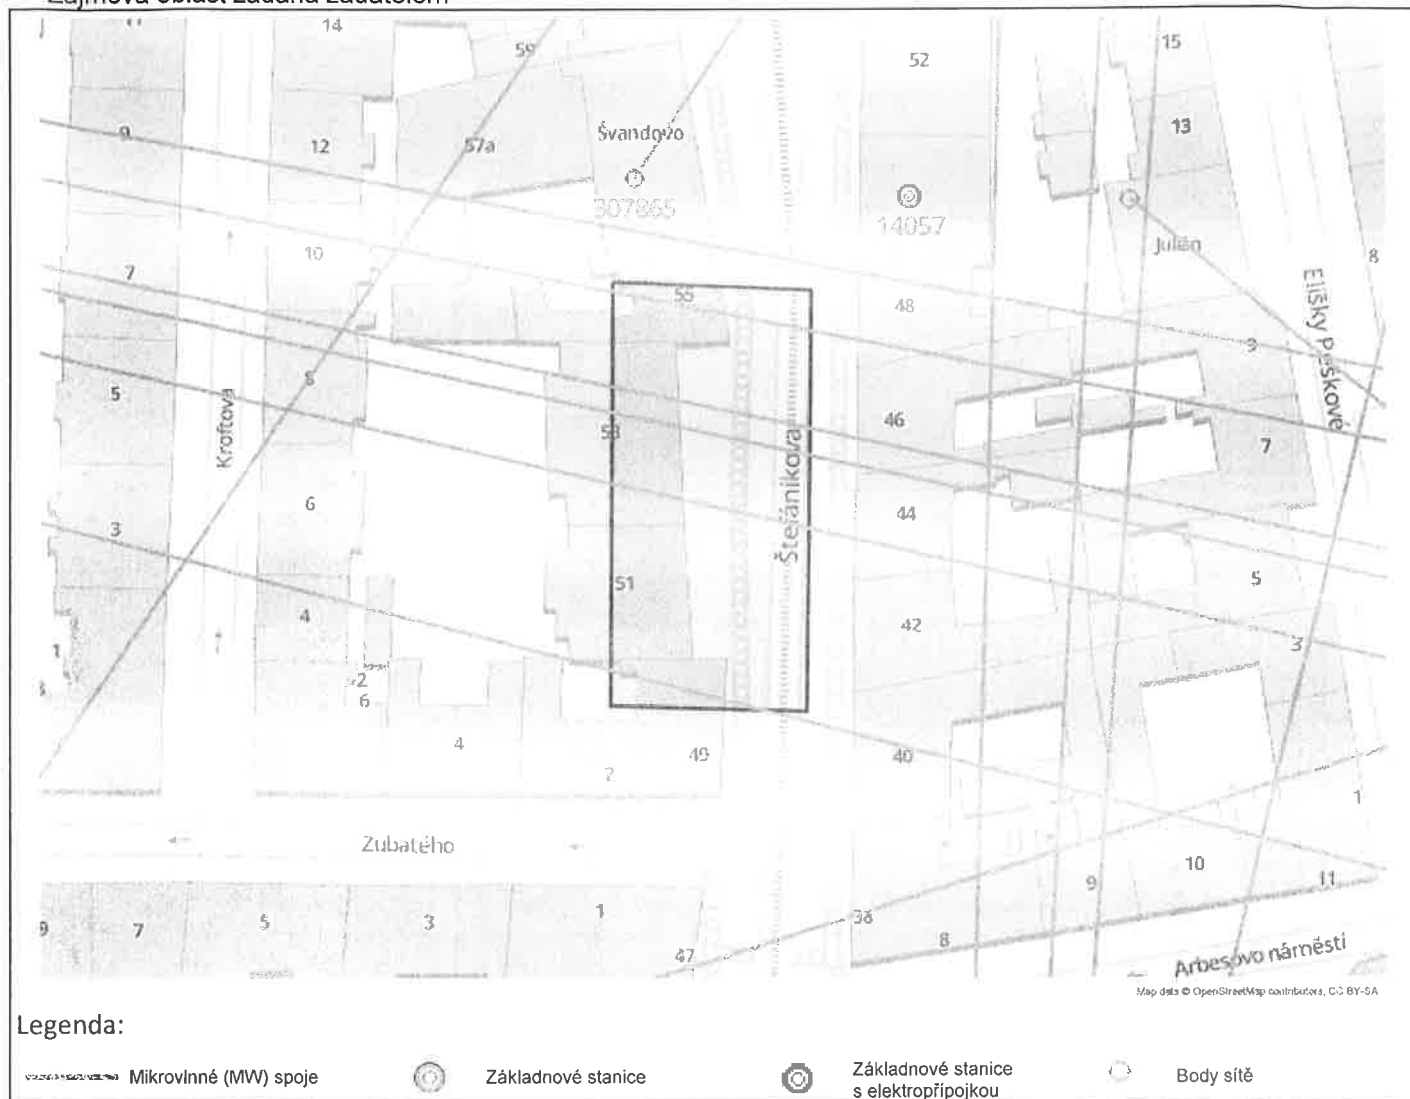 Zájmová oblast zadaná žadatelem
14
59
52
15
9
12
57a
Švandovo
13
307865
14057
Julián
10
7
55
48
8
Elišky Peškové
9
5
8
Kroftova
53
46
7
Štefánikova
6
44
3
51
5
4
42
1
3
2
6
4
49
40
2
1
Zubatého
10
11
9
9
7
5
3
1
38
8
47
Arbesovo náměstí
Map data © OpenStreetMap contributors, CC BY-SA
Legenda:
Mikrovlnné (MW) spoje
Základnové stanice
Základnové stanice
s elektropřípojkou
Body sítě